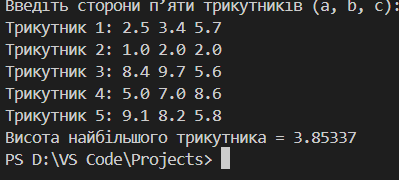 Введіть сторони п’яти трикутників (a, b, c):
Трикутник 1: 2.5 3.4 5.7
Трикутник 2: 1.0 2.0 2.0
Трикутник 3: 8.4 9.7 5.6
Трикутник 4: 5.0 7.0 8.6
Трикутник 5: 9.1 8.2 5.8
Висота найбільшого трикутника = 3.85337
PS D:\VS Code\Projects>